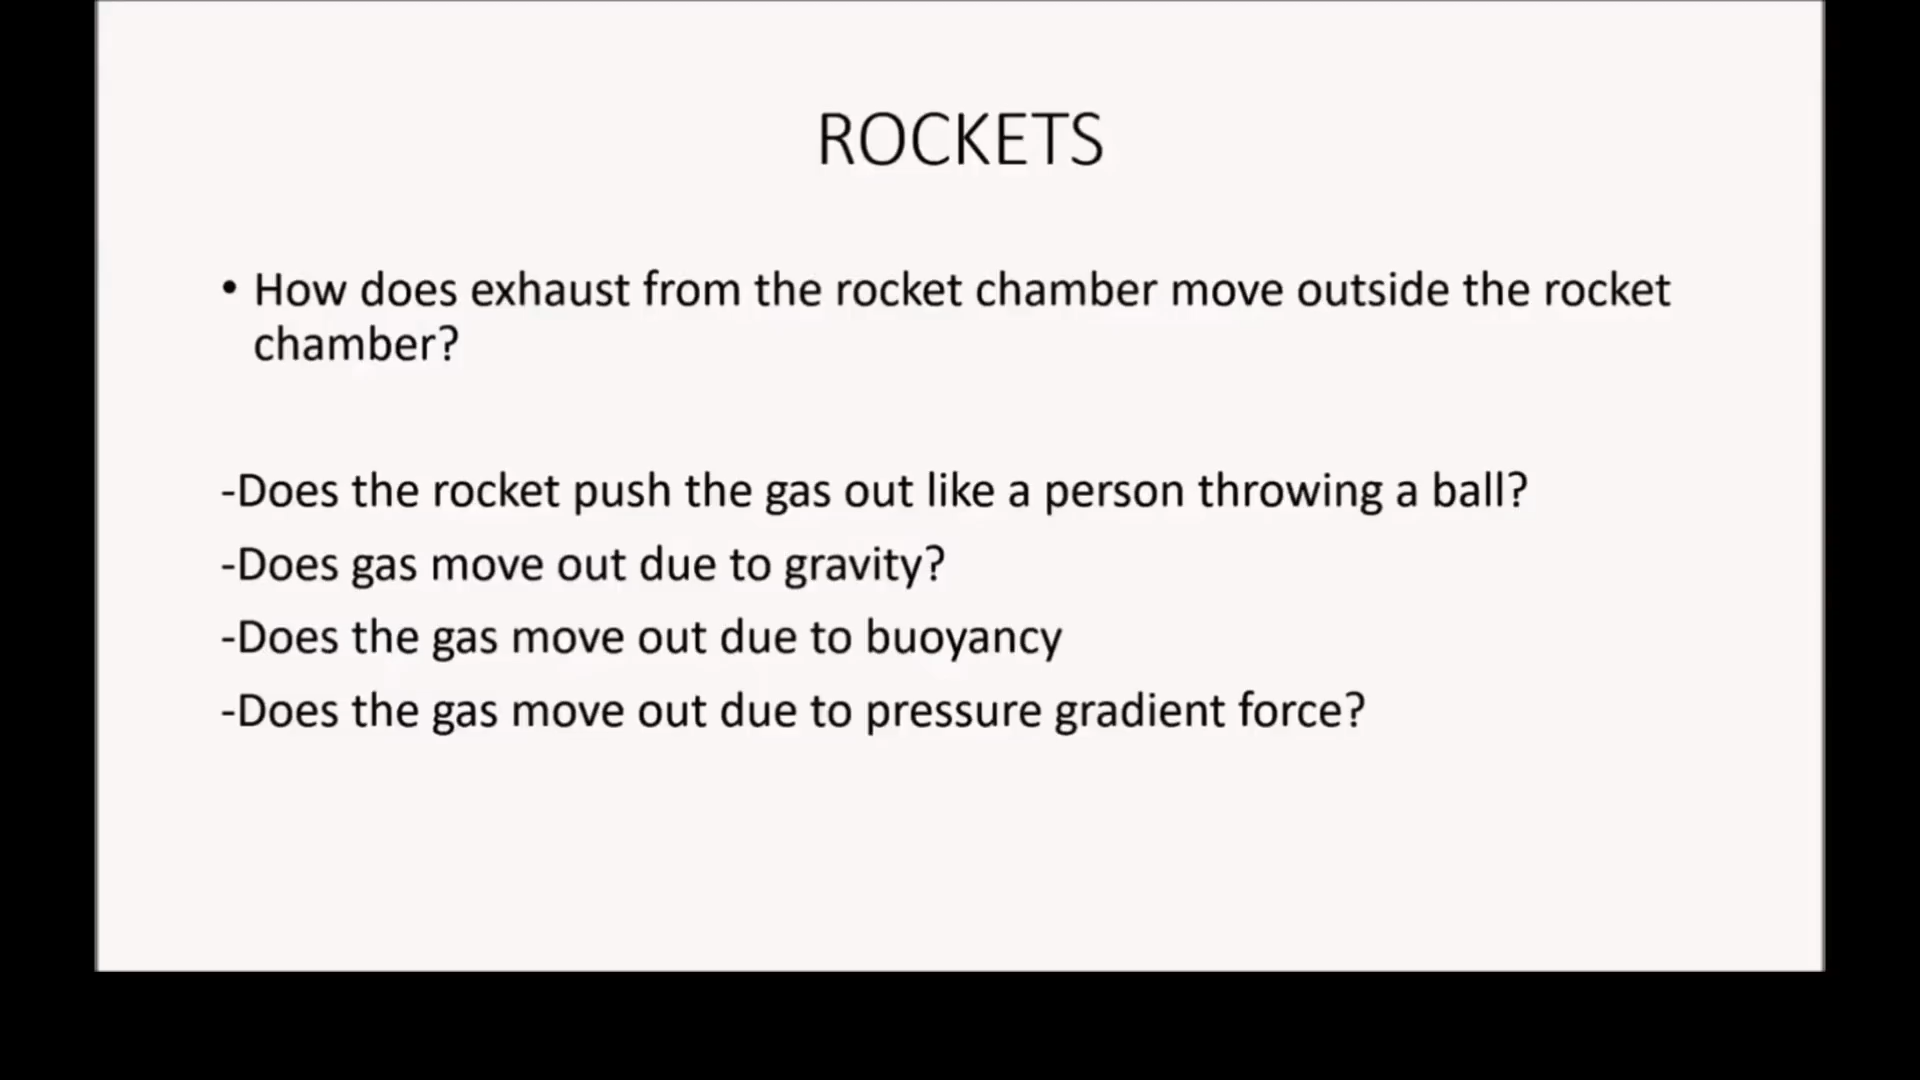 ROCKETS
• How does exhaust from the rocket chamber move outside the rocket
chamber?
-Does the rocket push the gas out like a person throwing a ball?
-Does gas move out due to gravity?
-Does the gas move out due to buoyancy
-Does the gas move out due to pressure gradient force?